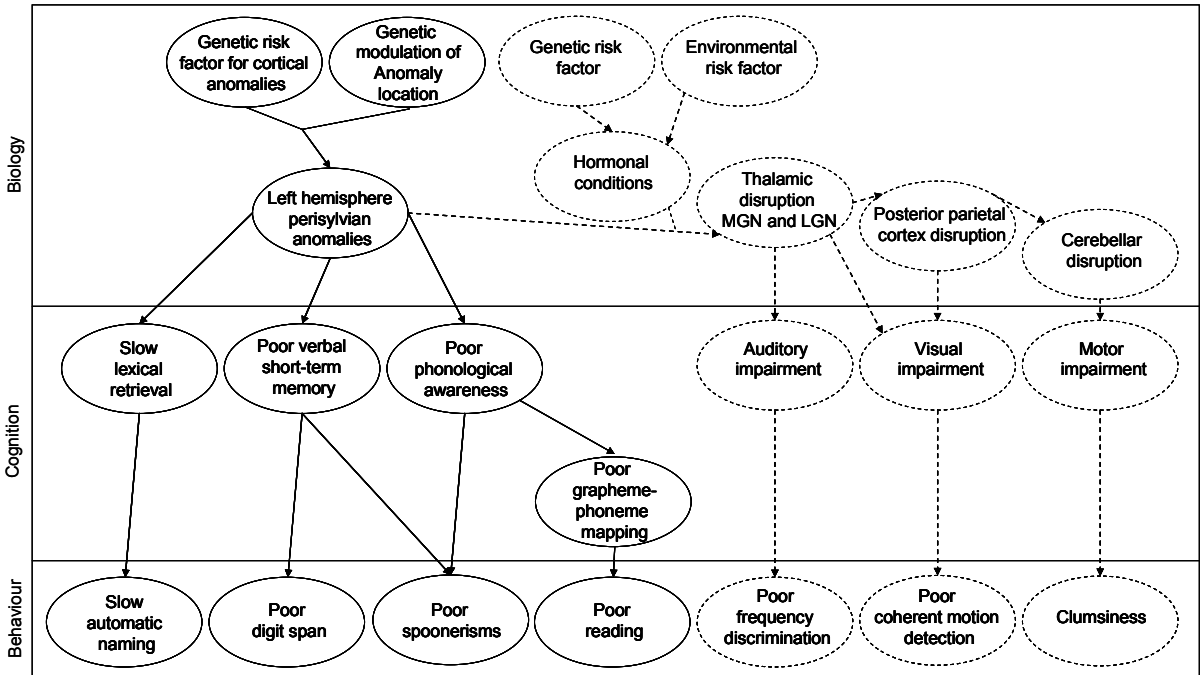 Biology
Genetic risk
factor for cortical
anomalies
Genetic
modulation of
Anomaly
location
Genetic risk
factor
Environmental
risk factor
Hormonal
conditions
Left hemisphere
perisylvian
anomalies
Thalamic
disruption
MGN and LGN
Posterior parietal
cortex disruption
Cerebellar
disruption
Cognition
Slow
lexical
retrieval
Poor verbal
short-term
memory
Poor
phonological
awareness
Auditory
impairment
Visual
impairment
Motor
impairment
Poor
grapheme-
phoneme
mapping
Behaviour
Slow
automatic
naming
Poor
digit span
Poor
spoonerisms
Poor
reading
Poor
frequency
discrimination
Poor
coherent motion
detection
Clumsiness